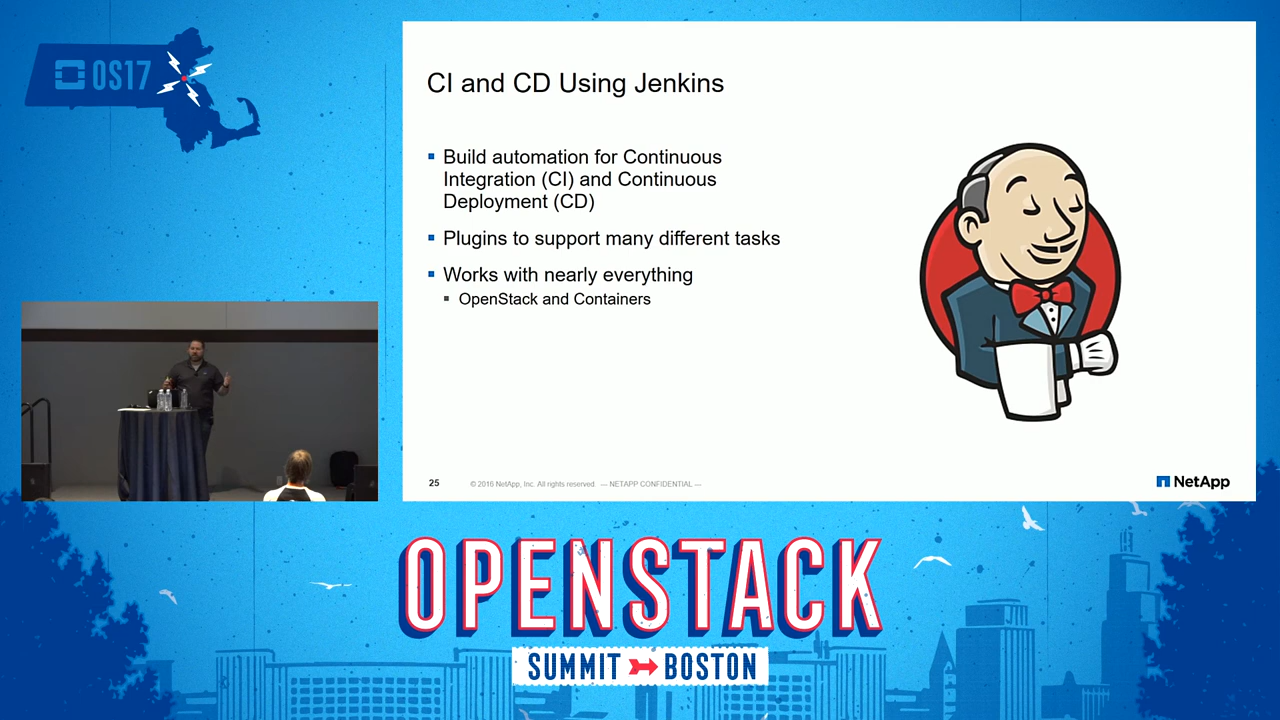 OS17
CI and CD Using Jenkins
Build automation for Continuous
Integration (CI) and Continuous
Deployment (CD)
Plugins to support many different tasks
Works with nearly everything
OpenStack and Containers
25
© 2016 NetApp, Inc. All rights reserved. — NETAPP CONFIDENTIAL —
NetApp
OPENSTACK
SUMMIT BOSTON